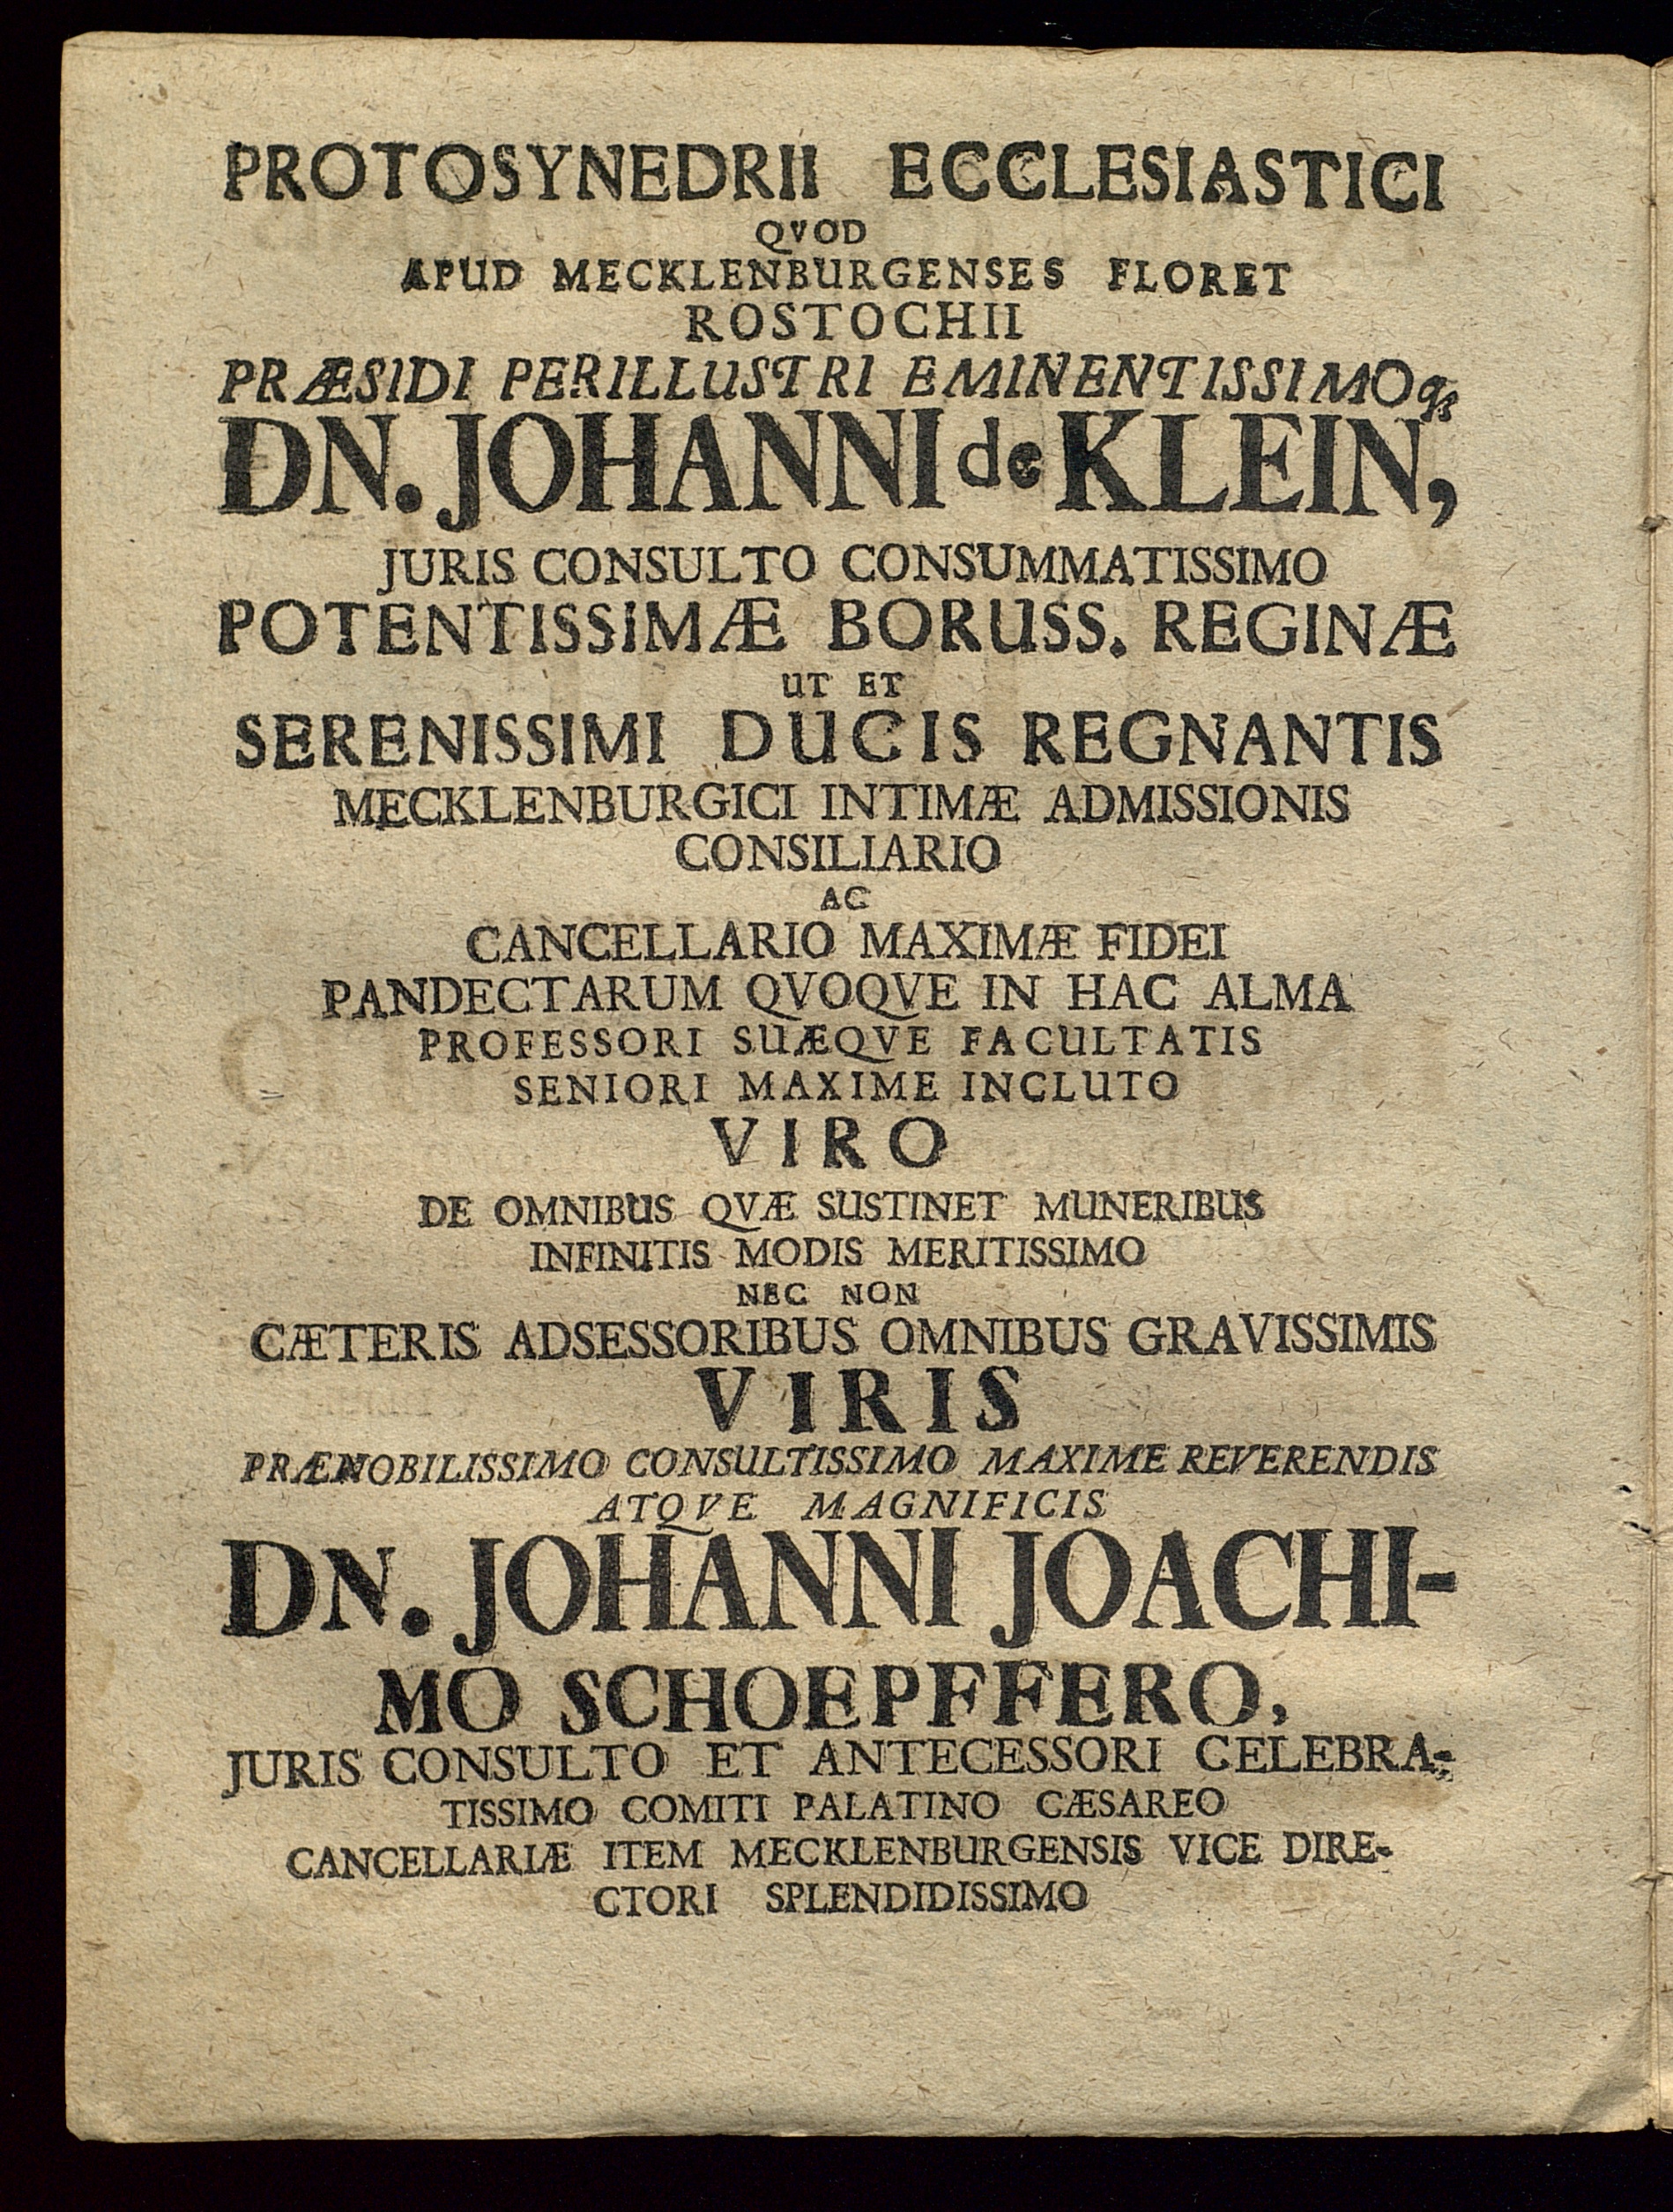 PROTOSYNEDRII ECCLESIASTICI
QVOD
APUD MECKLENBURGENSES FLORET
ROSTOCHII
PRÆSIDI PERILLUSTRI EMINENTISSIMOqꝫ
DN. JOHANNI de KLEIN,
JURIS CONSULTO CONSUMMATISSIMO
POTENTISSIMÆ BORUSS. REGINÆ
UT ET
SERENISSIMI DUCIS REGNANTIS
MECKLENBURGICI INTIMÆ ADMISSIONIS
CONSILIARIO
AC
CANCELLARIO MAXIMÆ FIDEI
PANDECTARUM QVOQVE IN HAC ALMA
PROFESSORI SUÆQVE FACULTATIS
SENIORI MAXIME INCLUTO
VIRO
DE OMNIBUS QVÆ SUSTINET MUNERIBUS
INFINITIS MODIS MERITISSIMO
NEC NON
CÆTERIS ADSESSORIBUS OMNIBUS GRAVISSIMIS
VIRIS
PRÆNOBILISSIMO CONSULTISSIMO MAXIME REVERENDIS
ATQVE MAGNIFICIS
DN. JOHANNI JOACHI-
MO SCHOEPFFERO,
JURIS CONSULTO ET ANTECESSORI CELEBRA-
TISSIMO COMITI PALATINO CÆSAREO
CANCELLARIÆ ITEM MECKLENBURGENSIS VICE DIRE-
CTORI SPLENDIDISSIMO